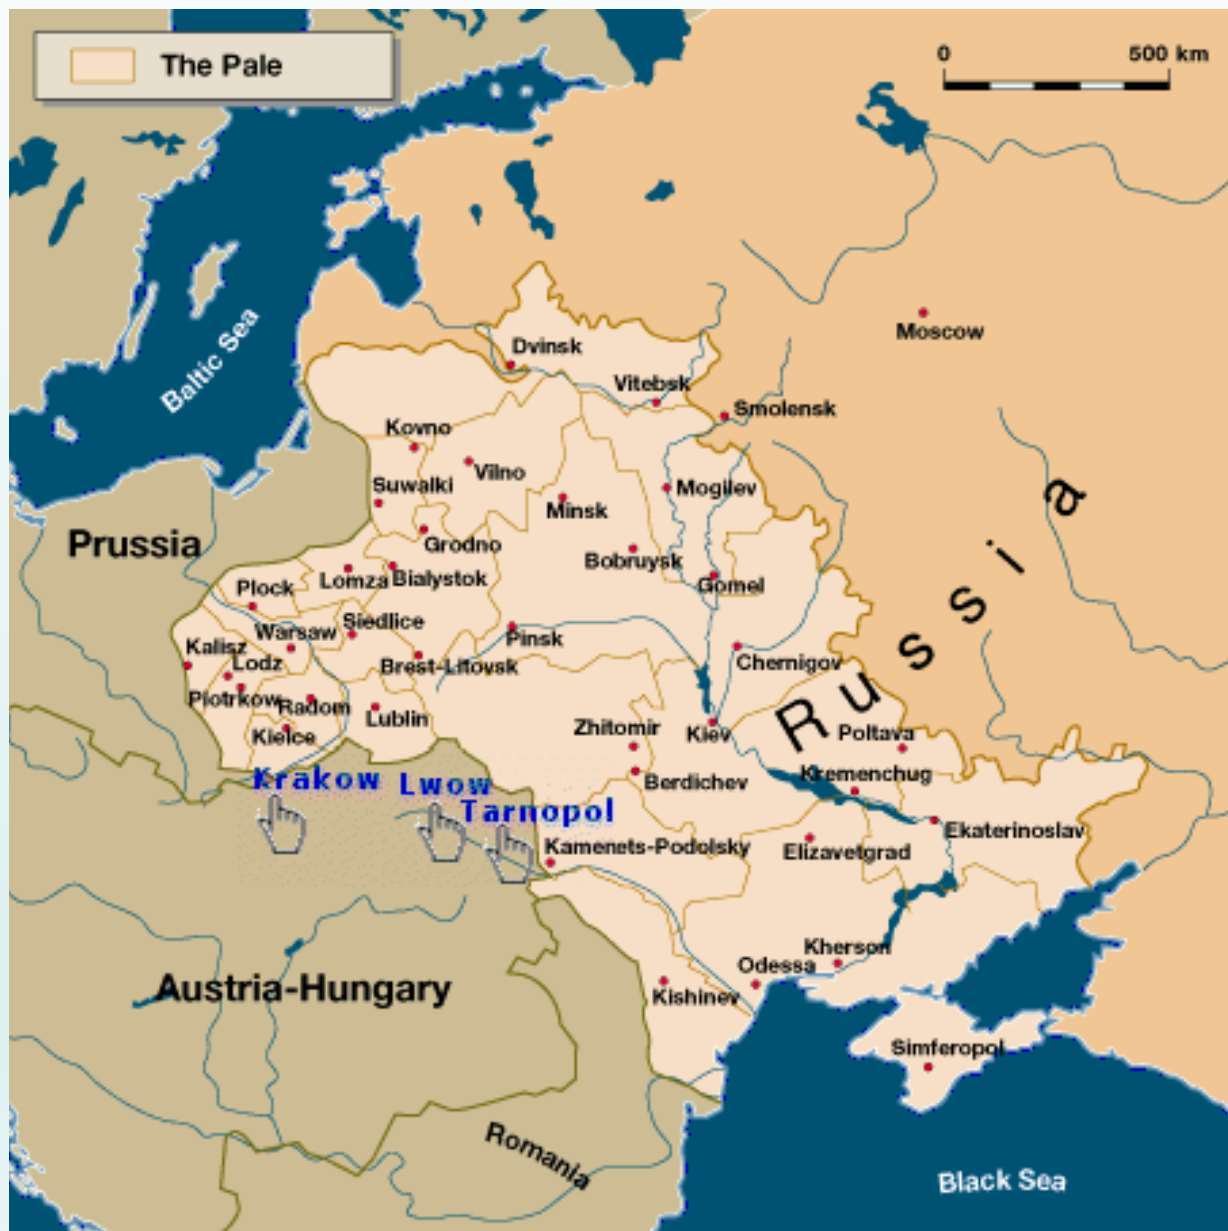 The Pale
0 500 km
Moscow
Baltic Sea
Dvinsk
Vitebsk
Smolensk
Kovno
Vilno
Suwalki
Mogilev
Minsk
Grodno
Prussia
Bobruysk
Lomza
Bialystok
Gomel
Plock
Siedlice
Warsaw
Pinsk
Kalisz
Lodz
Brest-Litovsk
Chernigov
Russia
Piotrkow
Radom
Lublin
Kielce
Zhitomir
Kiev
Poltava
Krakow
Lwow
Berdichev
Kremenchug
Tarnopol
Ekaterinoslav
Kamenets-Podolsky
Elizavetgrad
Kherson
Odessa
Austria-Hungary
Kishinev
Simferopol
Romania
Black Sea